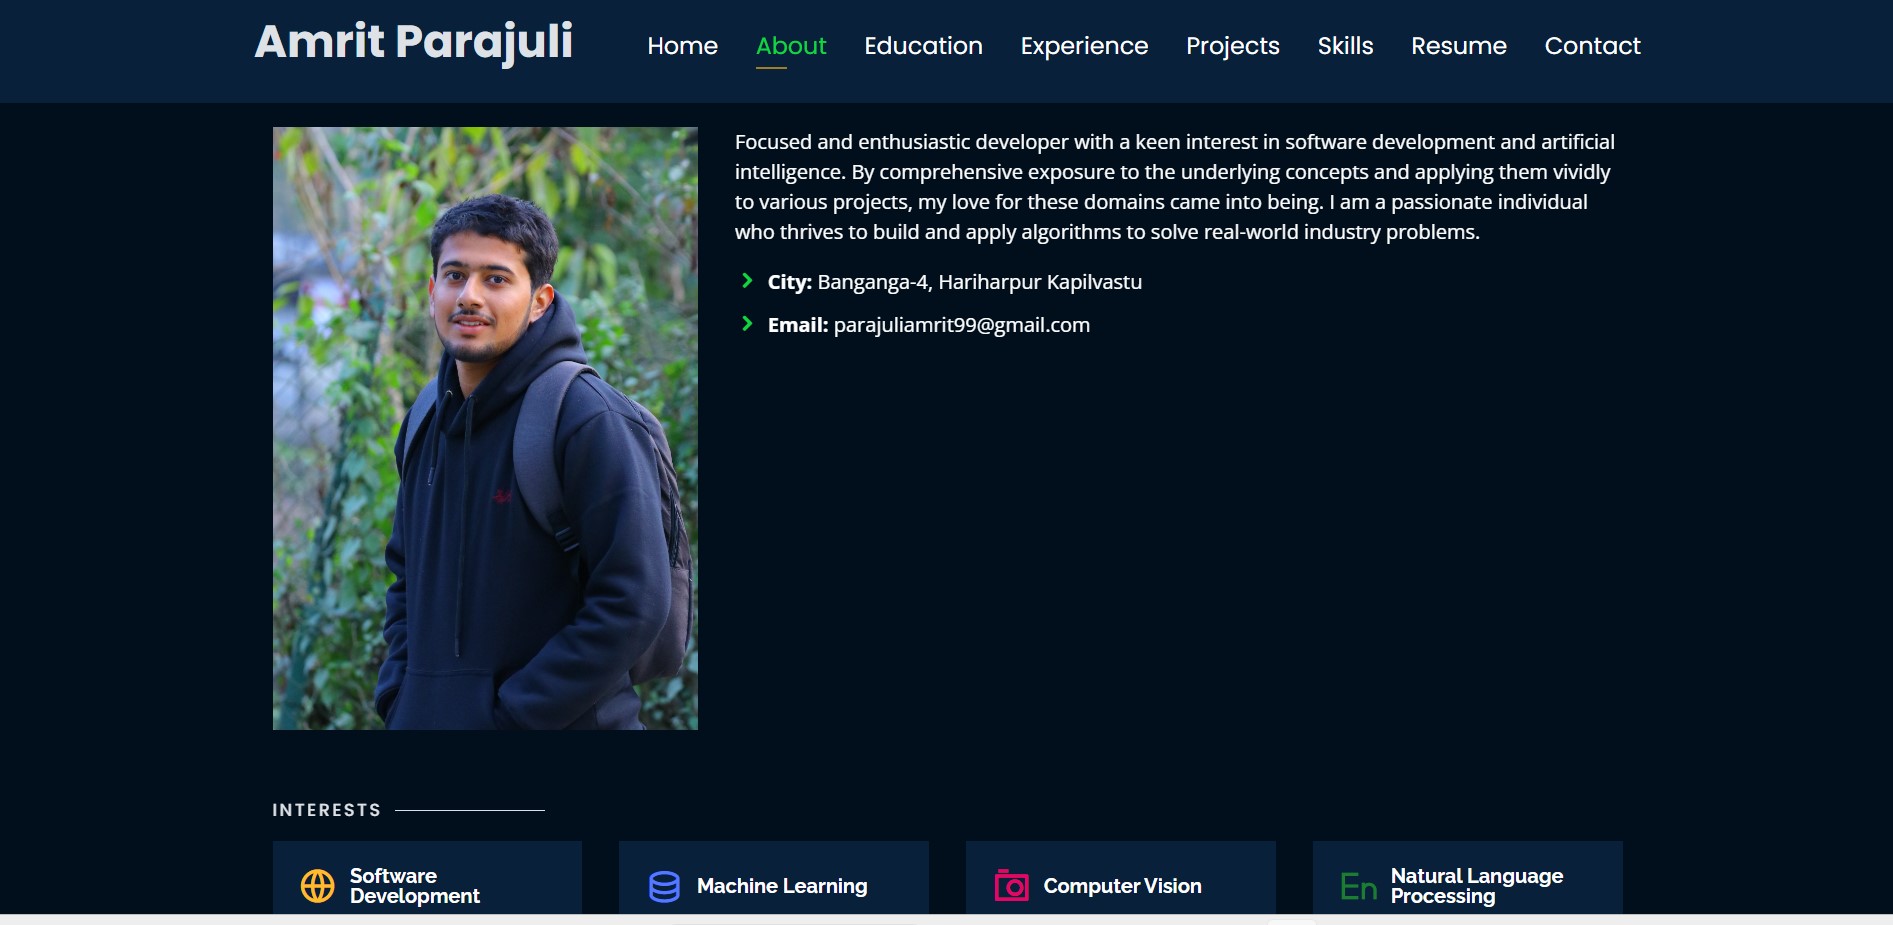 Amrit Parajuli
Home About Education Experience Projects Skills Resume Contact
Focused and enthusiastic developer with a keen interest in software development and artificial
intelligence. By comprehensive exposure to the underlying concepts and applying them vividly
to various projects, my love for these domains came into being. I am a passionate individual
who thrives to build and apply algorithms to solve real-world industry problems.
City: Banganga-4, Hariharpur Kapilvastu
Email: parajuliamrit99@gmail.com
INTERESTS
Software
Development
Machine Learning
Computer Vision
En
Natural Language
Processing